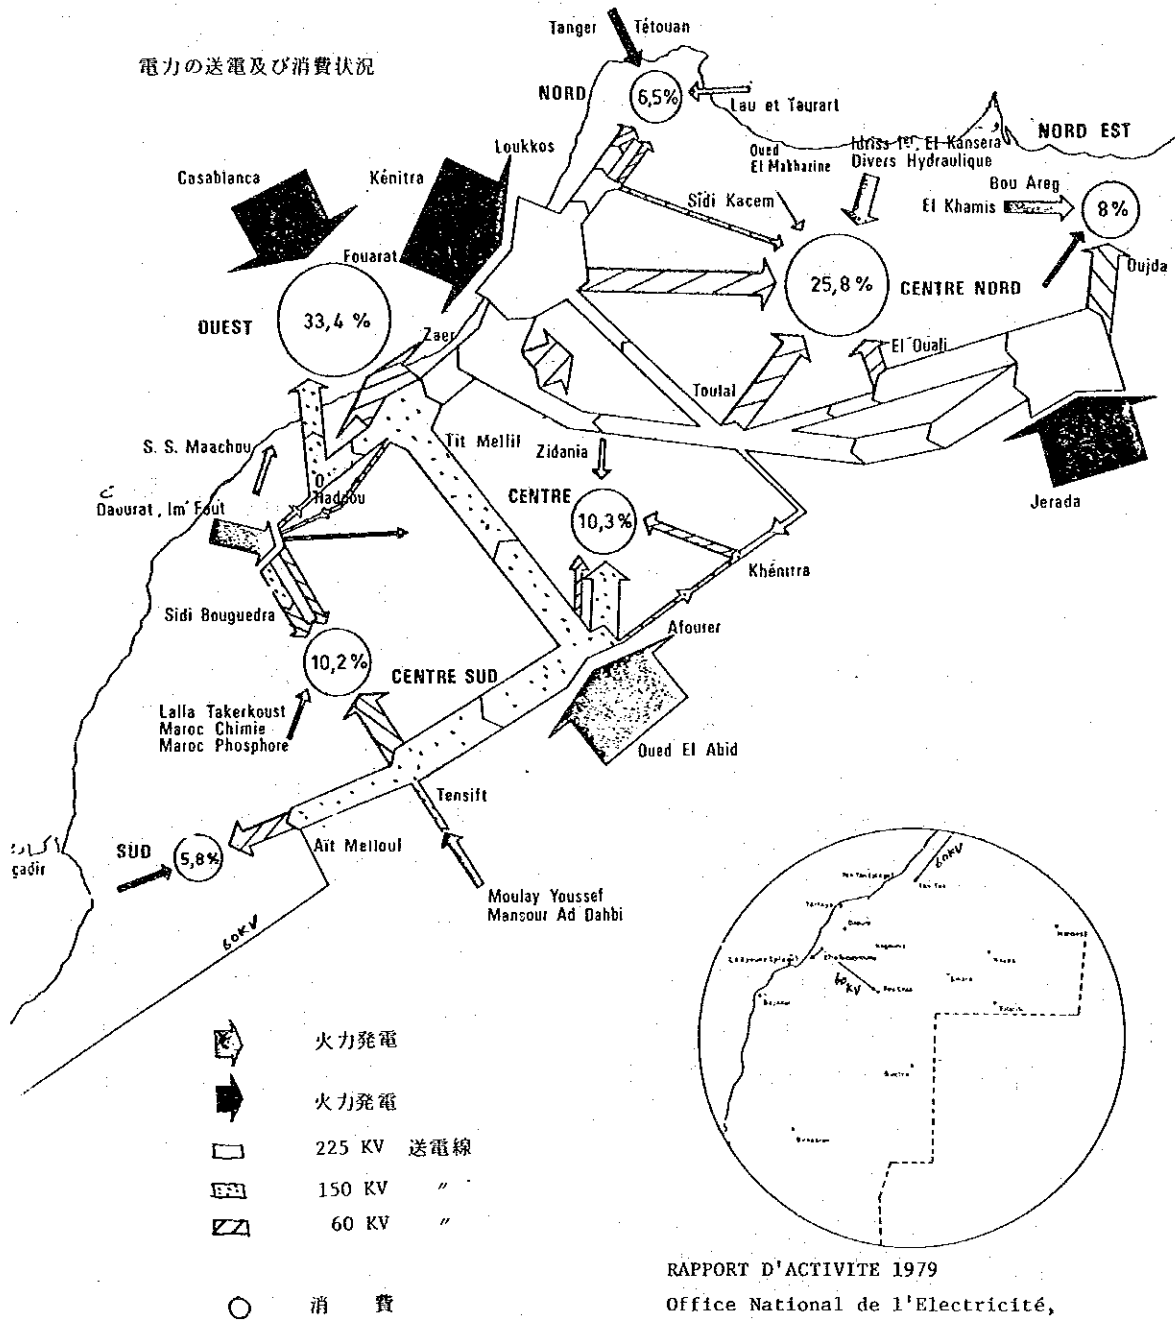 電力の送電及び消費状況
Tanger Tétouan
NORD
6,5%
Lau et Taurart
Loukkos
Casablanca
Kénitra
Oued
El Makhazine
Idriss 1er, El Kansera
Divers Hydraulique
NORD EST
Bou Areg
El Khamis
8%
Sidi Kacem
Fouarat
OUEST
33,4 %
25,8%
CENTRE NORD
Oujda
Zaer
El Ouali
Toulal
S. S. Maachou
Tit Mellil
Zidania
Daourat, Im'Fout
CENTRE
10,3%
Jerada
Khénitra
Sidi Bouguedra
Afourer
10,2%
CENTRE SUD
Lalla Takerkoust
Maroc Chimie
Maroc Phosphore
Oued El Abid
Tensift
SUD
5,8%
Aït Melloul
gadir
Moulay Youssef
Mansour Ad Dahbi
60KV
60KV
60KV
火力発電
火力発電
225 KV 送電線
150 KV 〃
60 KV 〃
消 費
RAPPORT D'ACTIVITE 1979
Office National de l'Electricité,